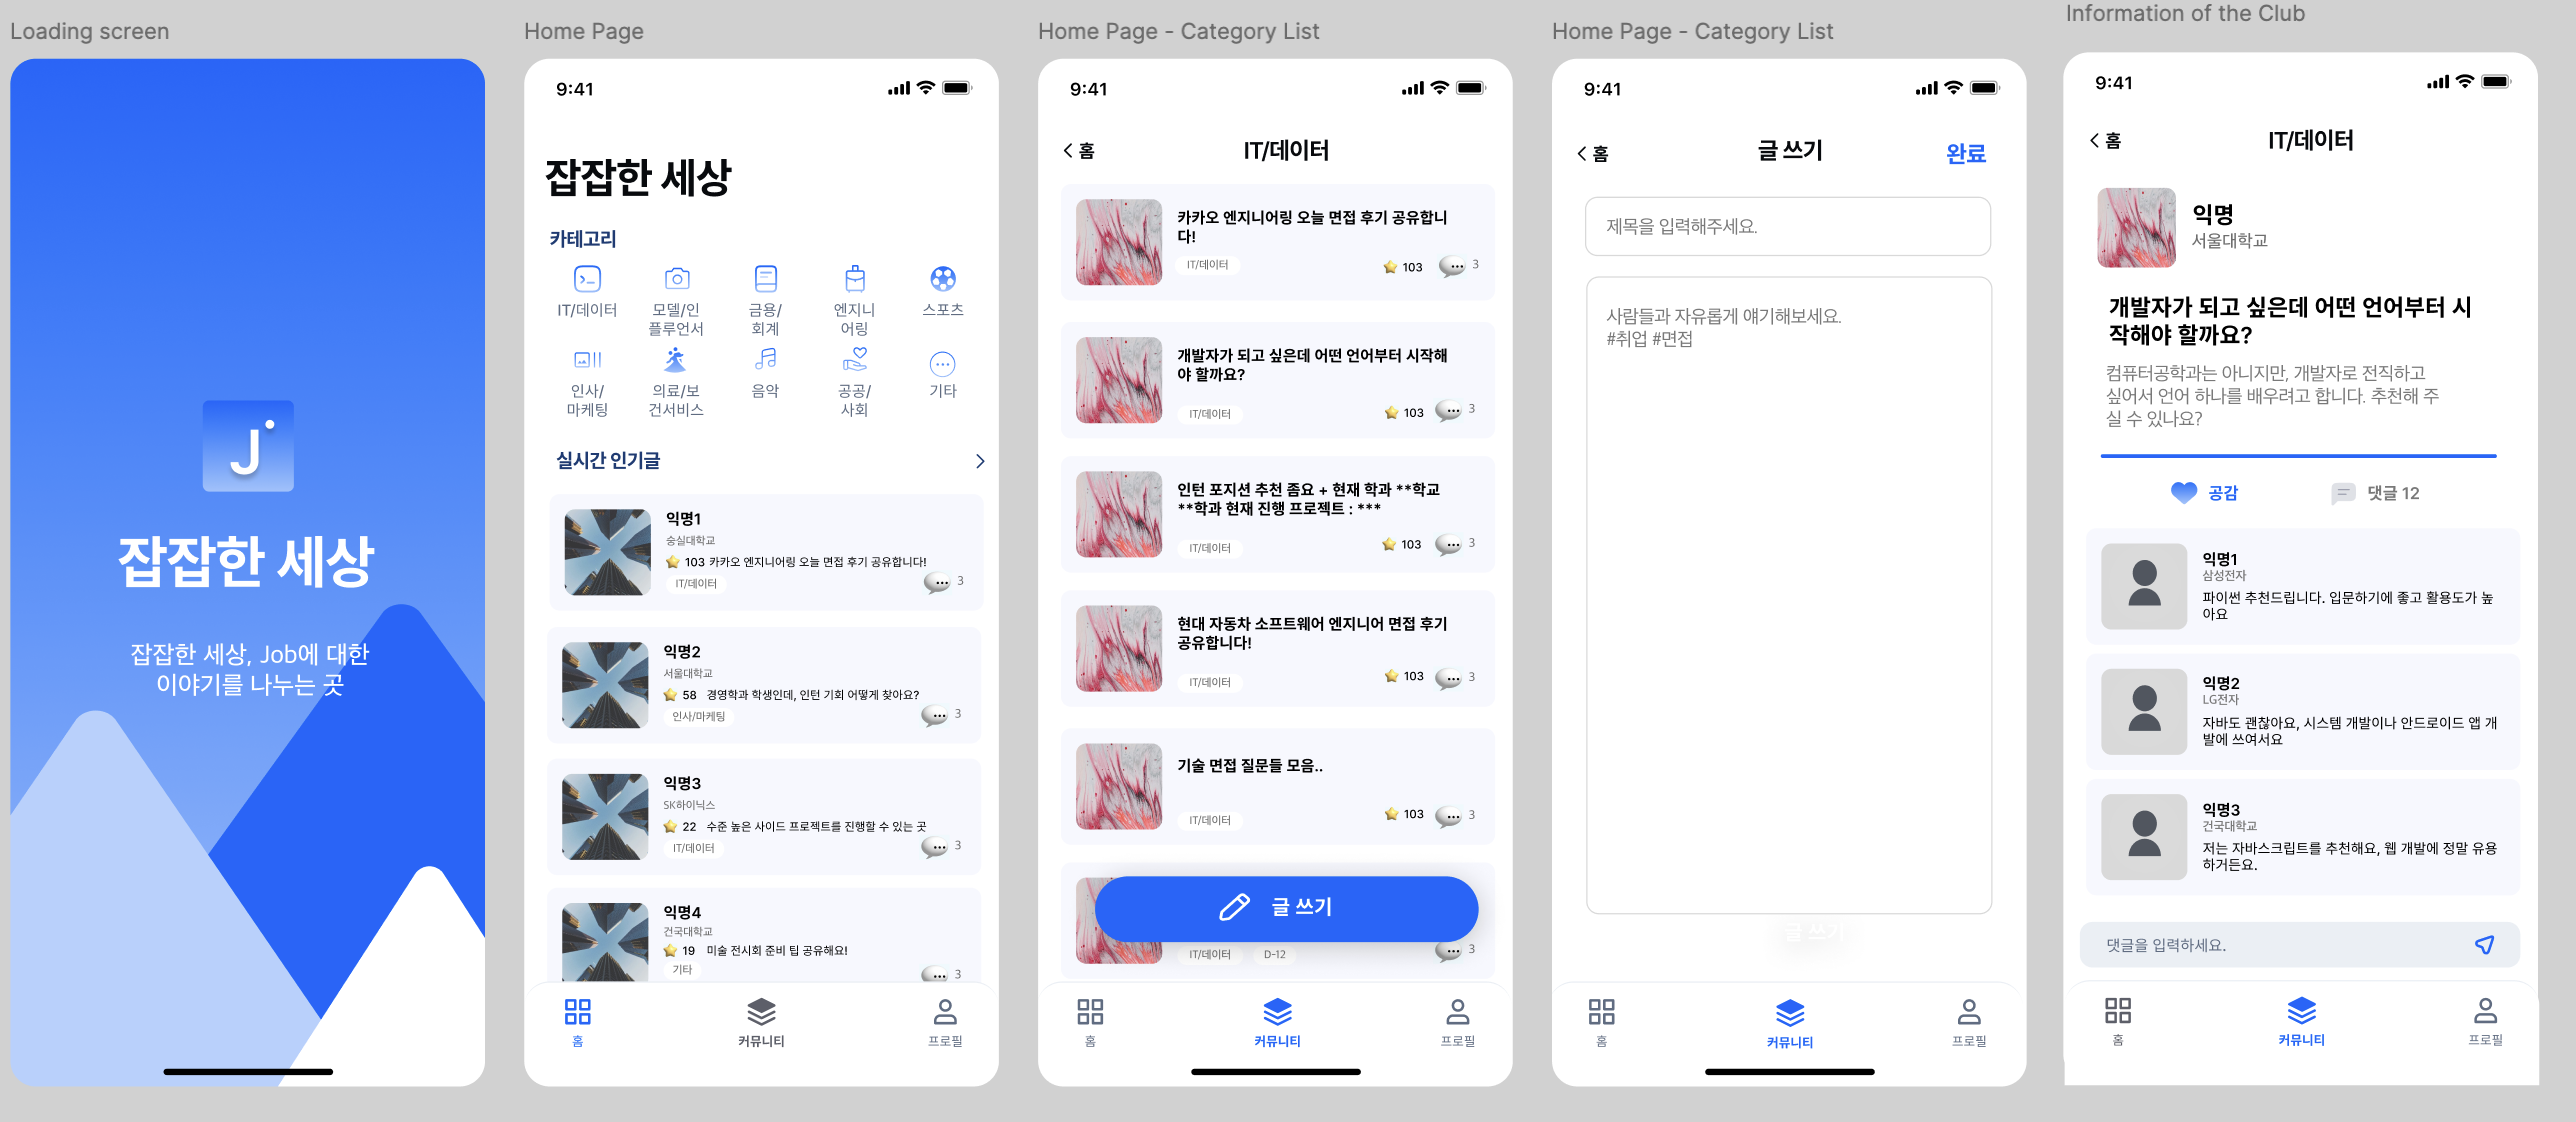 Loading screen
J
잡잡한 세상
잡잡한 세상, Job에 대한
이야기를 나누는 곳
Home Page
9:41
잡잡한 세상
카테고리
IT/데이터
모델/인
플루언서
금융/
회계
엔지니
어링
스포츠
인사/
마케팅
의료/보
건서비스
음악
공공/
사회
기타
실시간 인기글
익명1
숭실대학교
103 카카오 엔지니어링 오늘 면접 후기 공유합니다!
IT/데이터
3
익명2
서울대학교
58 경영학과 학생인데, 인턴 기회 어떻게 찾아요?
인사/마케팅
3
익명3
SK하이닉스
22 수준 높은 사이드 프로젝트를 진행할 수 있는 곳
IT/데이터
3
익명4
건국대학교
19 미술 전시회 준비 팁 공유해요!
기타
3
홈
커뮤니티
프로필
Home Page - Category List
9:41
홈
IT/데이터
카카오 엔지니어링 오늘 면접 후기 공유합니
다!
IT/데이터
103
3
개발자가 되고 싶은데 어떤 언어부터 시작해
야 할까요?
IT/데이터
103
3
인턴 포지션 추천 좀요 + 현재 학과 **학교
**학과 현재 진행 프로젝트 : ***
IT/데이터
103
3
현대 자동차 소프트웨어 엔지니어 면접 후기
공유합니다!
IT/데이터
103
3
기술 면접 질문들 모음..
IT/데이터
103
3
글 쓰기
IT/데이터
D-12
3
홈
커뮤니티
프로필
Home Page - Category List
9:41
홈
글 쓰기
완료
제목을 입력해주세요.
사람들과 자유롭게 얘기해보세요.
#취업 #면접
글 쓰기
홈
커뮤니티
프로필
Information of the Club
9:41
홈
IT/데이터
익명
서울대학교
개발자가 되고 싶은데 어떤 언어부터 시
작해야 할까요?
컴퓨터공학과는 아니지만, 개발자로 전직하고
싶어서 언어 하나를 배우려고 합니다. 추천해 주
실 수 있나요?
공감
댓글 12
익명1
삼성전자
파이썬 추천드립니다. 입문하기에 좋고 활용도가 높
아요
익명2
LG전자
자바도 괜찮아요, 시스템 개발이나 안드로이드 앱 개
발에 쓰여서요
익명3
건국대학교
저는 자바스크립트를 추천해요, 웹 개발에 정말 유용
하거든요.
댓글을 입력하세요.
홈
커뮤니티
프로필